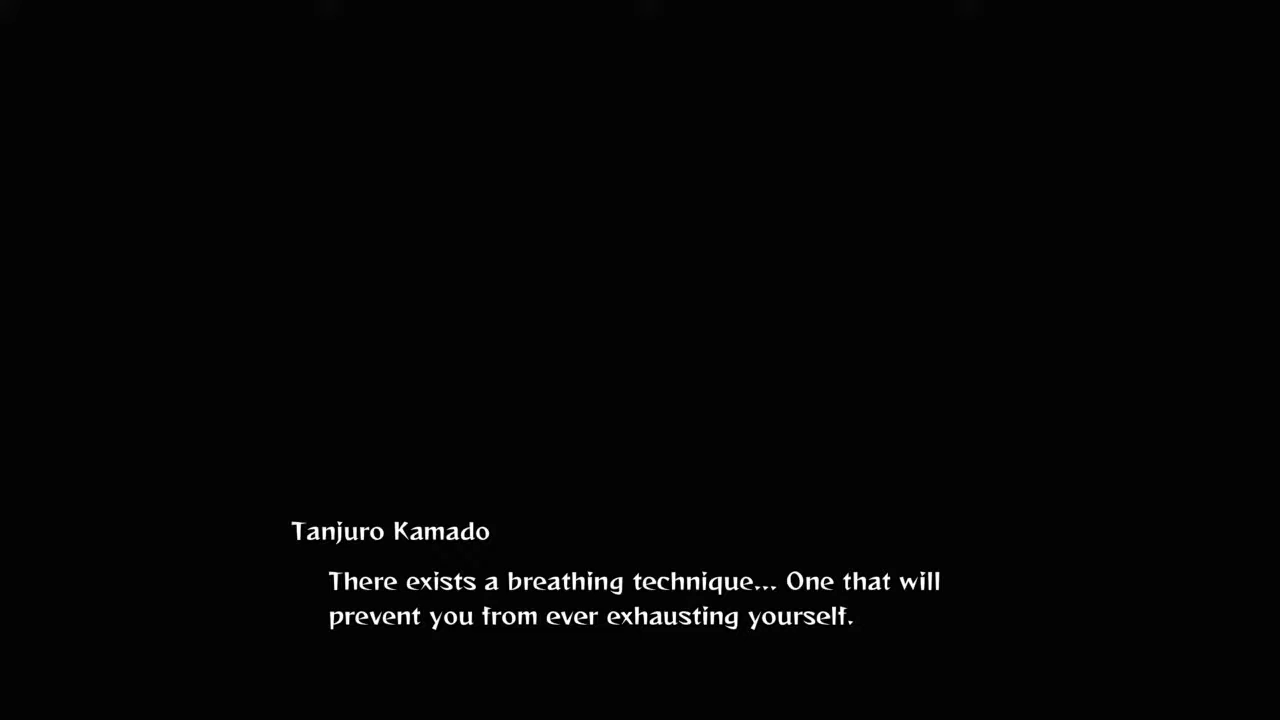 Tanjuro Kamado
There exists a breathing technique... One that will
prevent you from ever exhausting yourself.